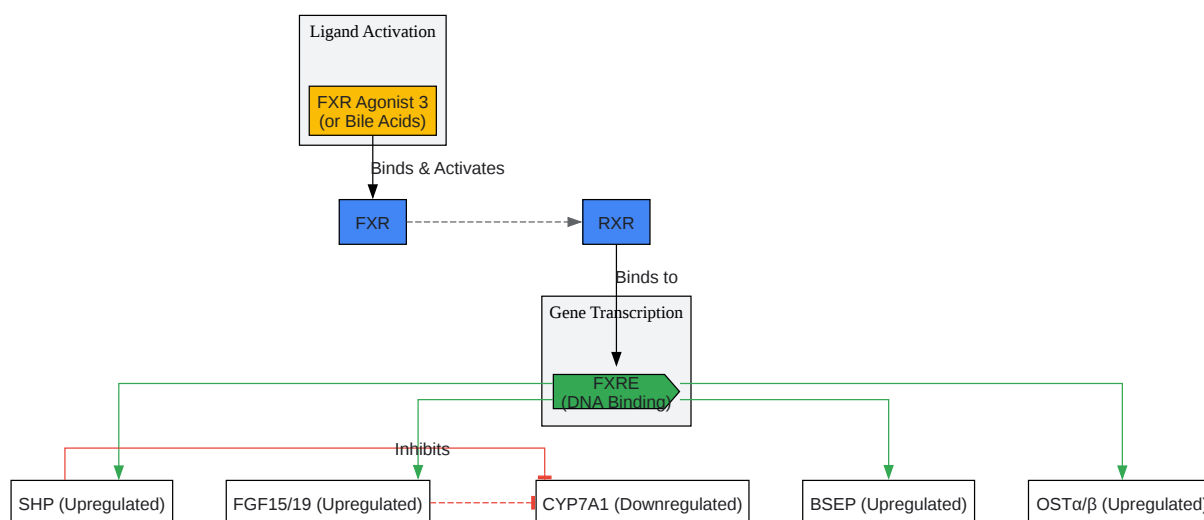 Ligand Activation
FXR Agonist 3
(or Bile Acids)
Binds & Activates
FXR
RXR
Binds to
Gene Transcription
FXRE
(DNA Binding)
Inhibits
SHP (Upregulated)
FGF15/19 (Upregulated)
CYP7A1 (Downregulated)
BSEP (Upregulated)
OSTα/β (Upregulated)